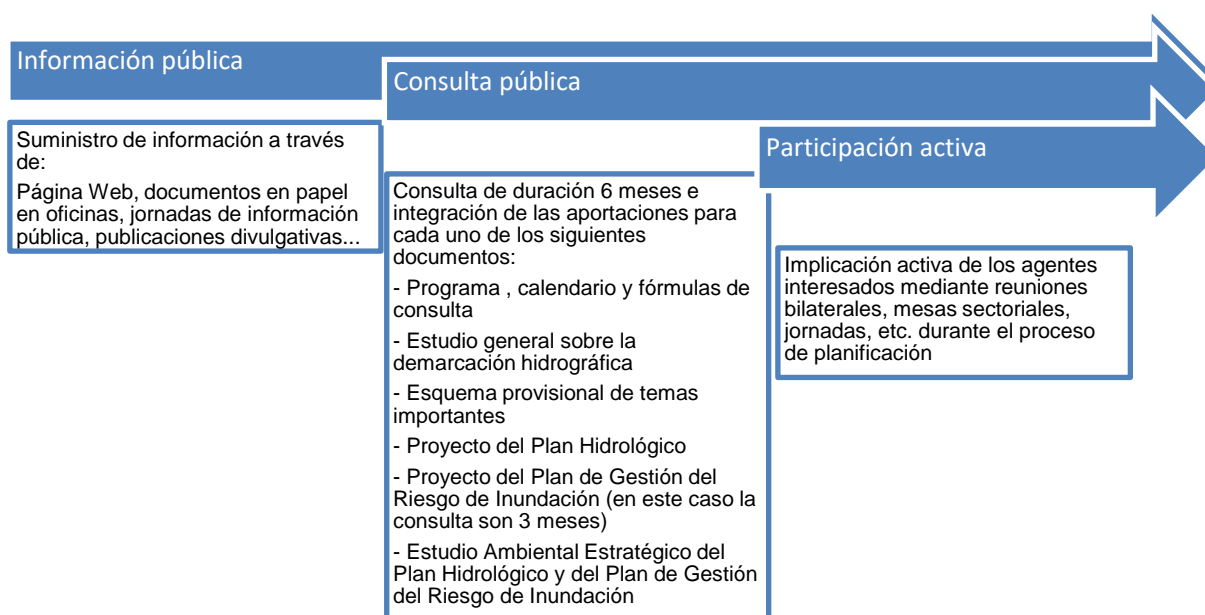 Información pública
Suministro de información a través
de:
Página Web, documentos en papel
en oficinas, jornadas de información
pública, publicaciones divulgativas...
Consulta pública
Consulta de duración 6 meses e
integración de las aportaciones para
cada uno de los siguientes
documentos:
- Programa , calendario y fórmulas de
consulta
- Estudio general sobre la
demarcación hidrográfica
- Esquema provisional de temas
importantes
- Proyecto del Plan Hidrológico
- Proyecto del Plan de Gestión del
Riesgo de Inundación (en este caso la
consulta son 3 meses)
- Estudio Ambiental Estratégico del
Plan Hidrológico y del Plan de Gestión
del Riesgo de Inundación
Participación activa
Implicación activa de los agentes
interesados mediante reuniones
bilaterales, mesas sectoriales,
jornadas, etc. durante el proceso
de planificación